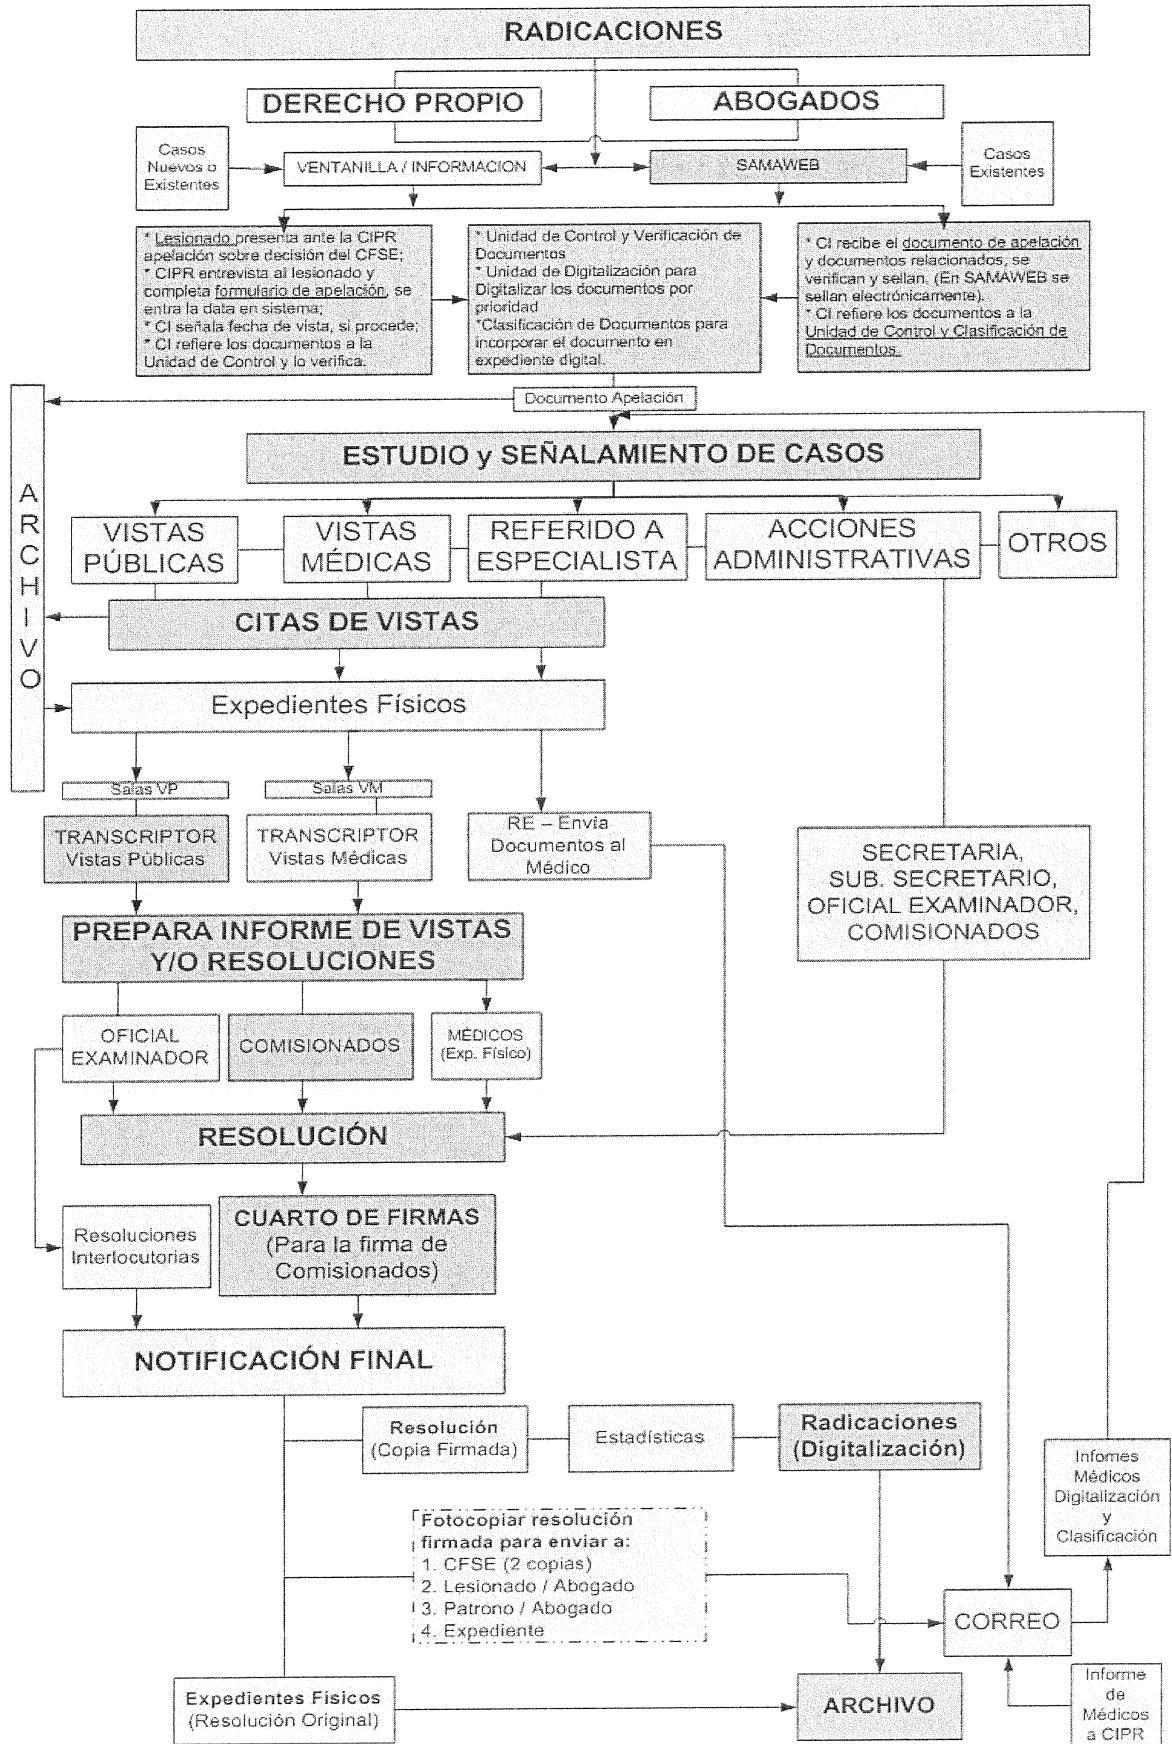 RADICACIONES
DERECHO PROPIO
ABOGADOS
Casos
Nuevos o
Existentes
VENTANILLA / INFORMACION
SAMAWEB
Casos
Existentes
* Lesionado presenta ante la CIPR
apelación sobre decisión del CFSE;
* CIPR entrevista al lesionado y
completa formulario de apelación, se
entra la data en sistema;
* CI señala fecha de vista, si procede;
* CI refiere los documentos a la
Unidad de Control y lo verifica.
* Unidad de Control y Verificación de
Documentos
* Unidad de Digitalización para
Digitalizar los documentos por
prioridad
*Clasificación de Documentos para
incorporar el documento en
expediente digital.
* CI recibe el documento de apelación
y documentos relacionados, se
verifican y sellan. (En SAMAWEB se
sellan electrónicamente).
* CI refiere los documentos a la
Unidad de Control y Clasificación de
Documentos.
Documento Apelación
ARCHIVO
ESTUDIO y SEÑALAMIENTO DE CASOS
VISTAS
PÚBLICAS
VISTAS
MÉDICAS
REFERIDO A
ESPECIALISTA
ACCIONES
ADMINISTRATIVAS
OTROS
CITAS DE VISTAS
Expedientes Físicos
Salas VP
Salas VM
TRANSCRIPTOR
Vistas Públicas
TRANSCRIPTOR
Vistas Médicas
RE – Envía
Documentos al
Médico
SECRETARIA,
SUB. SECRETARIO,
OFICIAL EXAMINADOR,
COMISIONADOS
PREPARA INFORME DE VISTAS
Y/O RESOLUCIONES
OFICIAL
EXAMINADOR
COMISIONADOS
MÉDICOS
(Exp. Físico)
RESOLUCIÓN
Resoluciones
Interlocutorias
CUARTO DE FIRMAS
(Para la firma de
Comisionados)
NOTIFICACIÓN FINAL
Resolución
(Copia Firmada)
Estadísticas
Radicaciones
(Digitalización)
Infomes
Médicos
Digitalización
y
Clasificación
Fotocopiar resolución
firmada para enviar a:
1. CFSE (2 copias)
2. Lesionado / Abogado
3. Patrono / Abogado
4. Expediente
CORREO
Expedientes Físicos
(Resolución Original)
ARCHIVO
Informe
de
Médicos
a CIPR